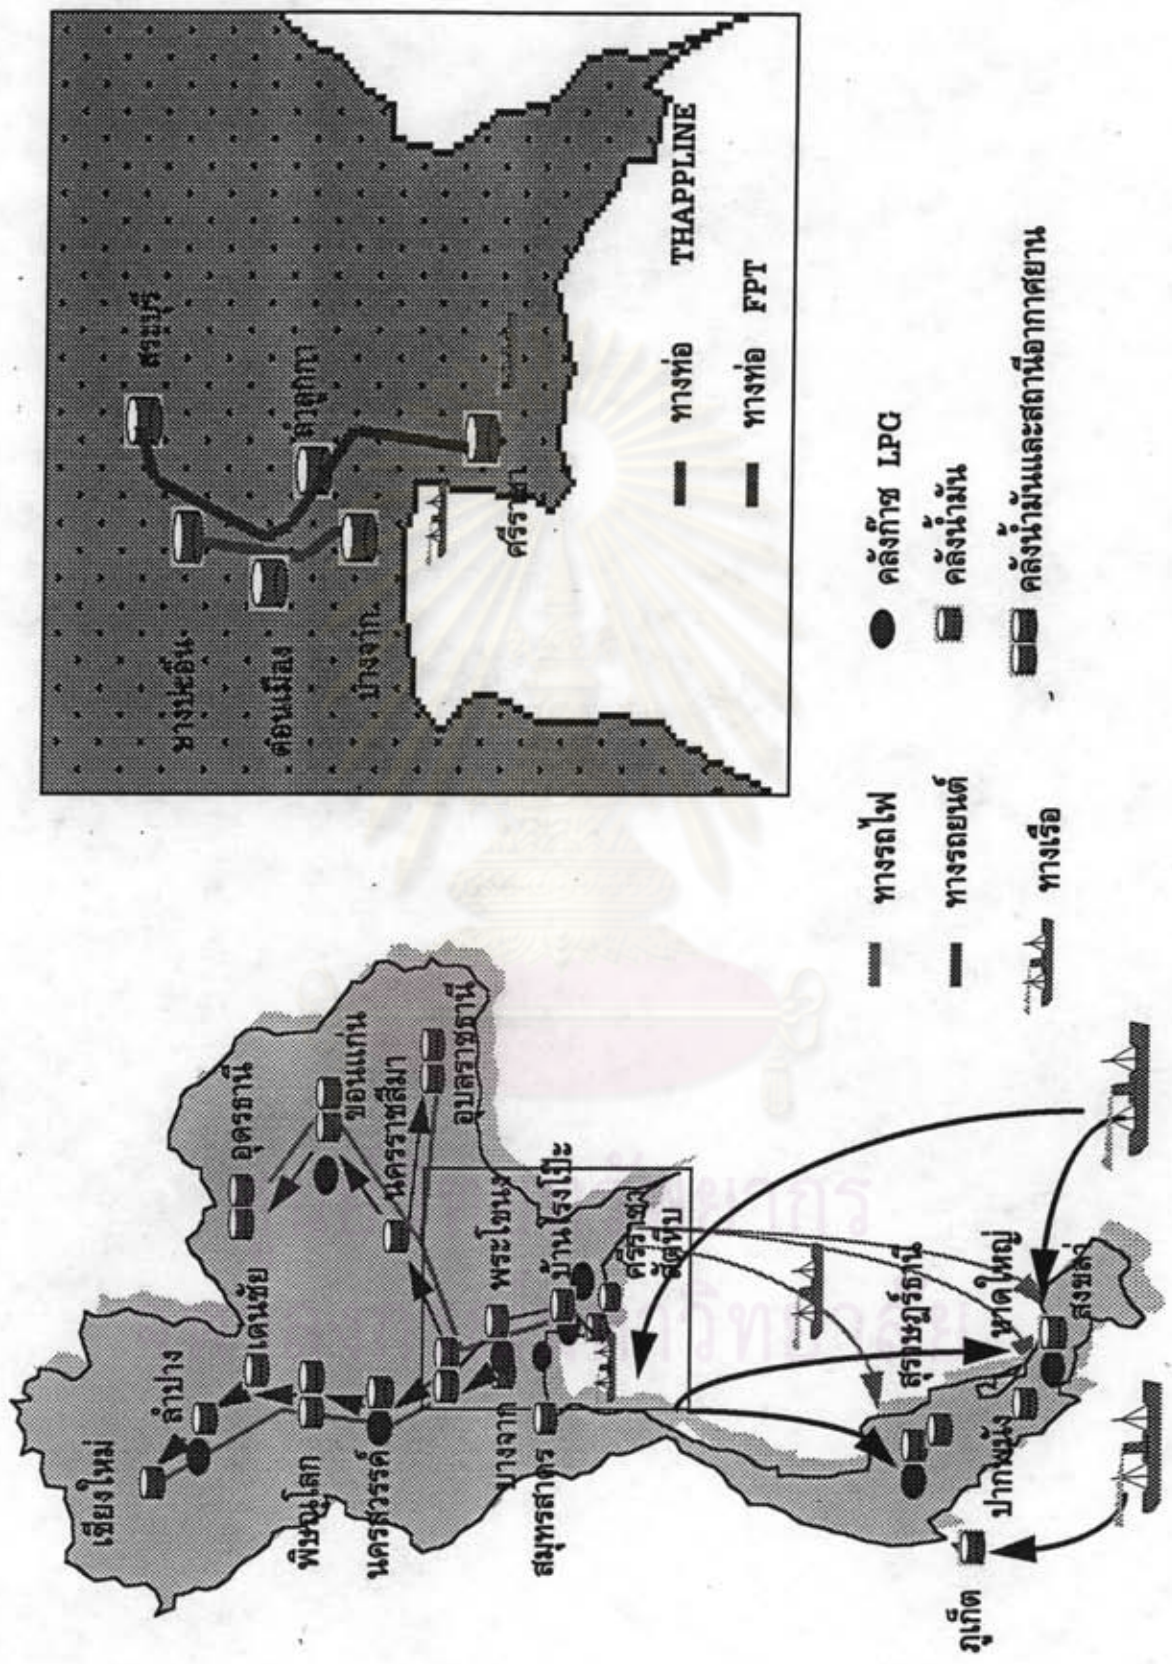 เชียงใหม่
ลำปาง
เด่นชัย
อุดรธานี
พิษณุโลก
ขอนแก่น
นครสวรรค์
นครราชสีมา
อุบลราชธานี
บางจาก
พระโขนง
สมุทรสาคร
บ้านโรงโป๊ะ
ศรีราชา
สัตหีบ
สุราษฎร์ธานี
ปากพนัง
หาดใหญ่
สงขลา
ภูเก็ต
สระบุรี
บางปะอิน
ลำลูกกา
ดอนเมือง
บางจาก
ศรีราชา
ทางท่อ THAPPLINE
ทางท่อ FPT
ทางรถไฟ
ทางรถยนต์
ทางเรือ
คลังก๊าซ LPG
คลังน้ำมัน
คลังน้ำมันและสถานีอากาศยาน